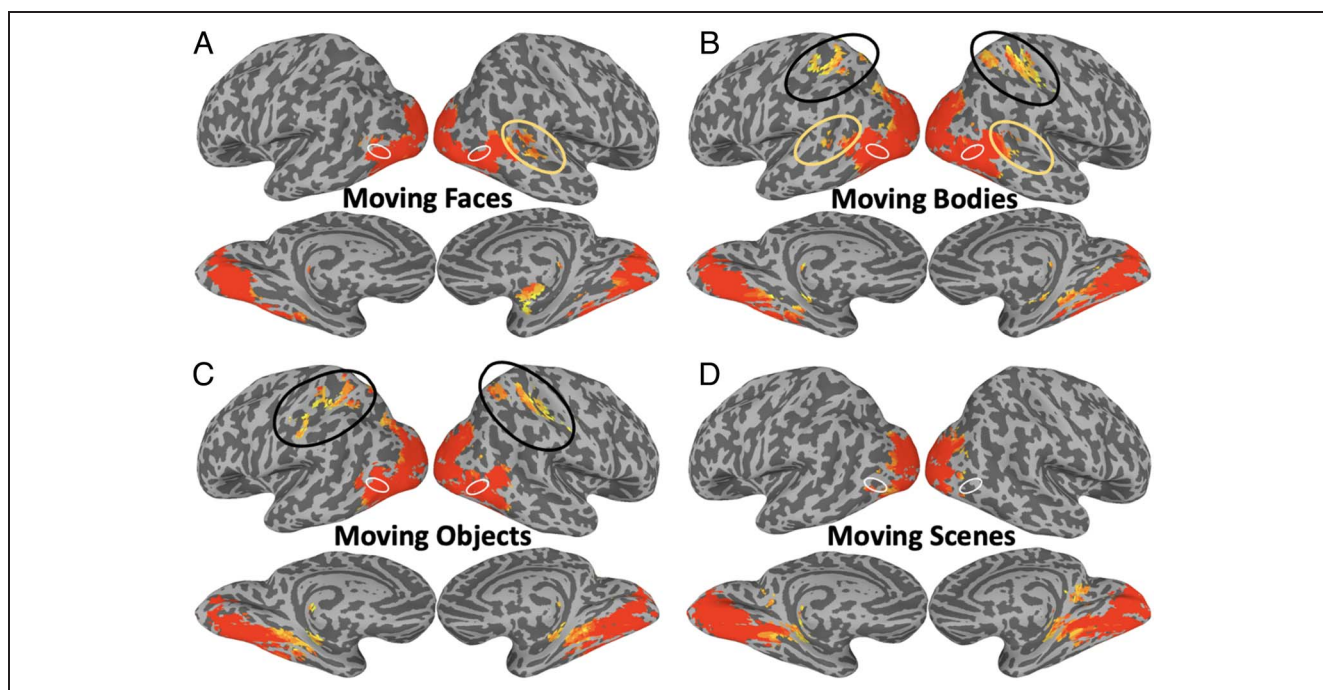 A
B
Moving Faces
Moving Bodies
C
D
Moving Objects
Moving Scenes